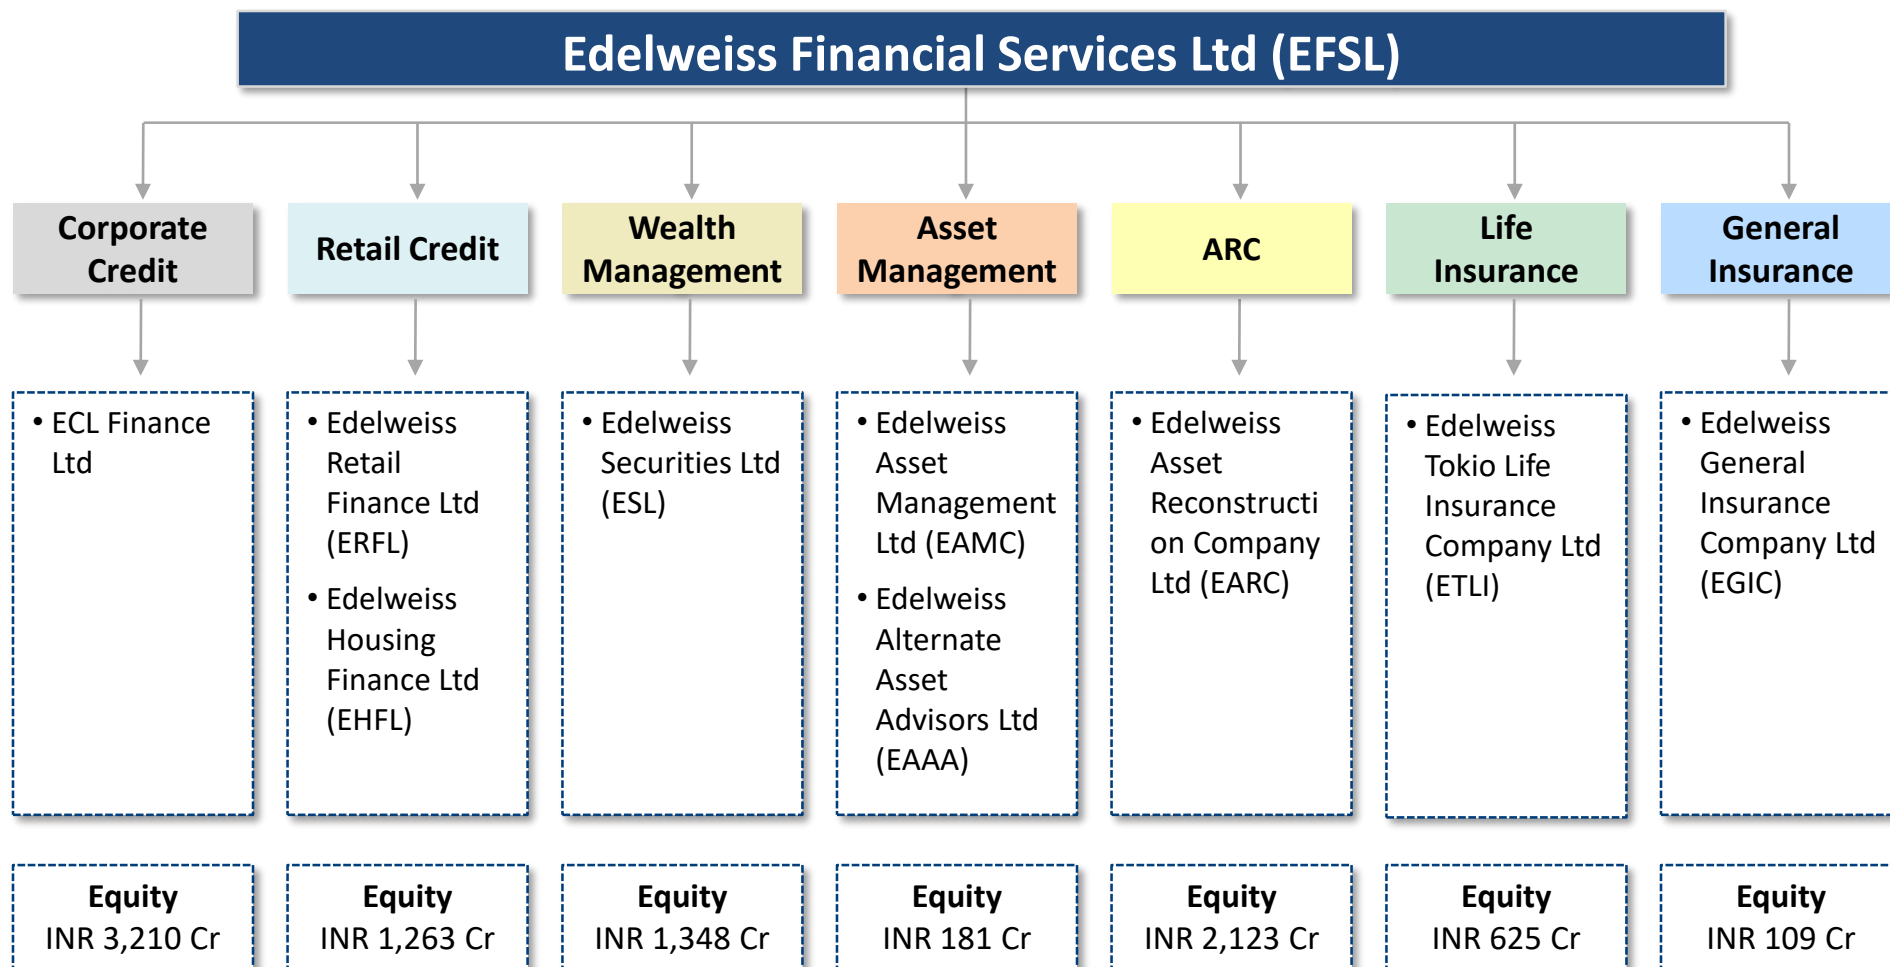 Edelweiss Financial Services Ltd (EFSL)
Corporate
Credit
Retail Credit
Wealth
Management
Asset
Management
ARC
Life
Insurance
General
Insurance
• ECL Finance
Ltd
• Edelweiss
Retail
Finance Ltd
(ERFL)
• Edelweiss
Housing
Finance Ltd
(EHFL)
• Edelweiss
Securities Ltd
(ESL)
• Edelweiss
Asset
Management
Ltd (EAMC)
• Edelweiss
Alternate
Asset
Advisors Ltd
(EAAA)
• Edelweiss
Asset
Reconstructi
on Company
Ltd (EARC)
• Edelweiss
Tokio Life
Insurance
Company Ltd
(ETLI)
• Edelweiss
General
Insurance
Company Ltd
(EGIC)
Equity
INR 3,210 Cr
Equity
INR 1,263 Cr
Equity
INR 1,348 Cr
Equity
INR 181 Cr
Equity
INR 2,123 Cr
Equity
INR 625 Cr
Equity
INR 109 Cr